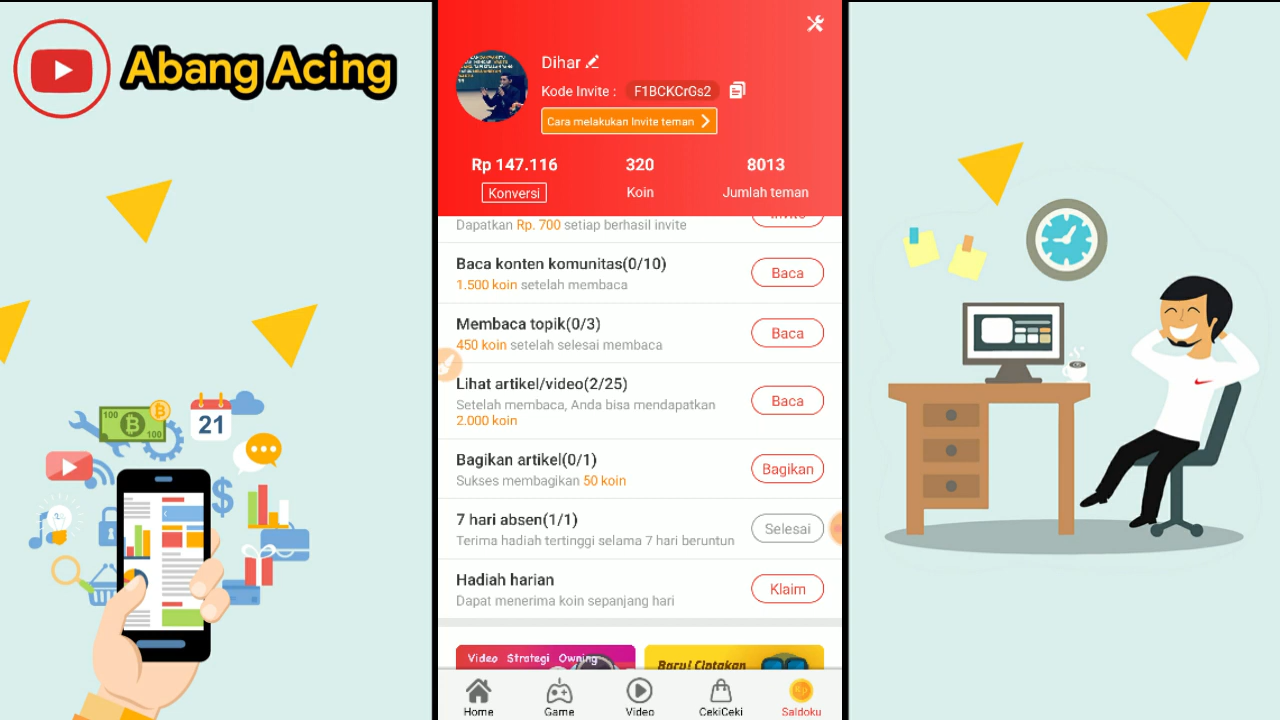 Abang Acing
Dihar
Kode Invite : F1BCKCrGs2
Cara melakukan Invite teman
Rp 147.116
320
8013
Konversi
Koin
Jumlah teman
Dapatkan Rp. 700 setiap berhasil invite
Baca konten komunitas(0/10)
1.500 koin setelah membaca
Baca
Membaca topik(0/3)
450 koin setelah selesai membaca
Baca
Lihat artikel/video(2/25)
Setelah membaca, Anda bisa mendapatkan
2.000 koin
Baca
Bagikan artikel(0/1)
Sukses membagikan 50 koin
Bagikan
7 hari absen(1/1)
Terima hadiah tertinggi selama 7 hari beruntun
Selesai
Hadiah harian
Dapat menerima koin sepanjang hari
Klaim
Video Strategi Owning
Baru! Ciptakan
Home
Game
Video
CekiCeki
Saldoku
100
100
21